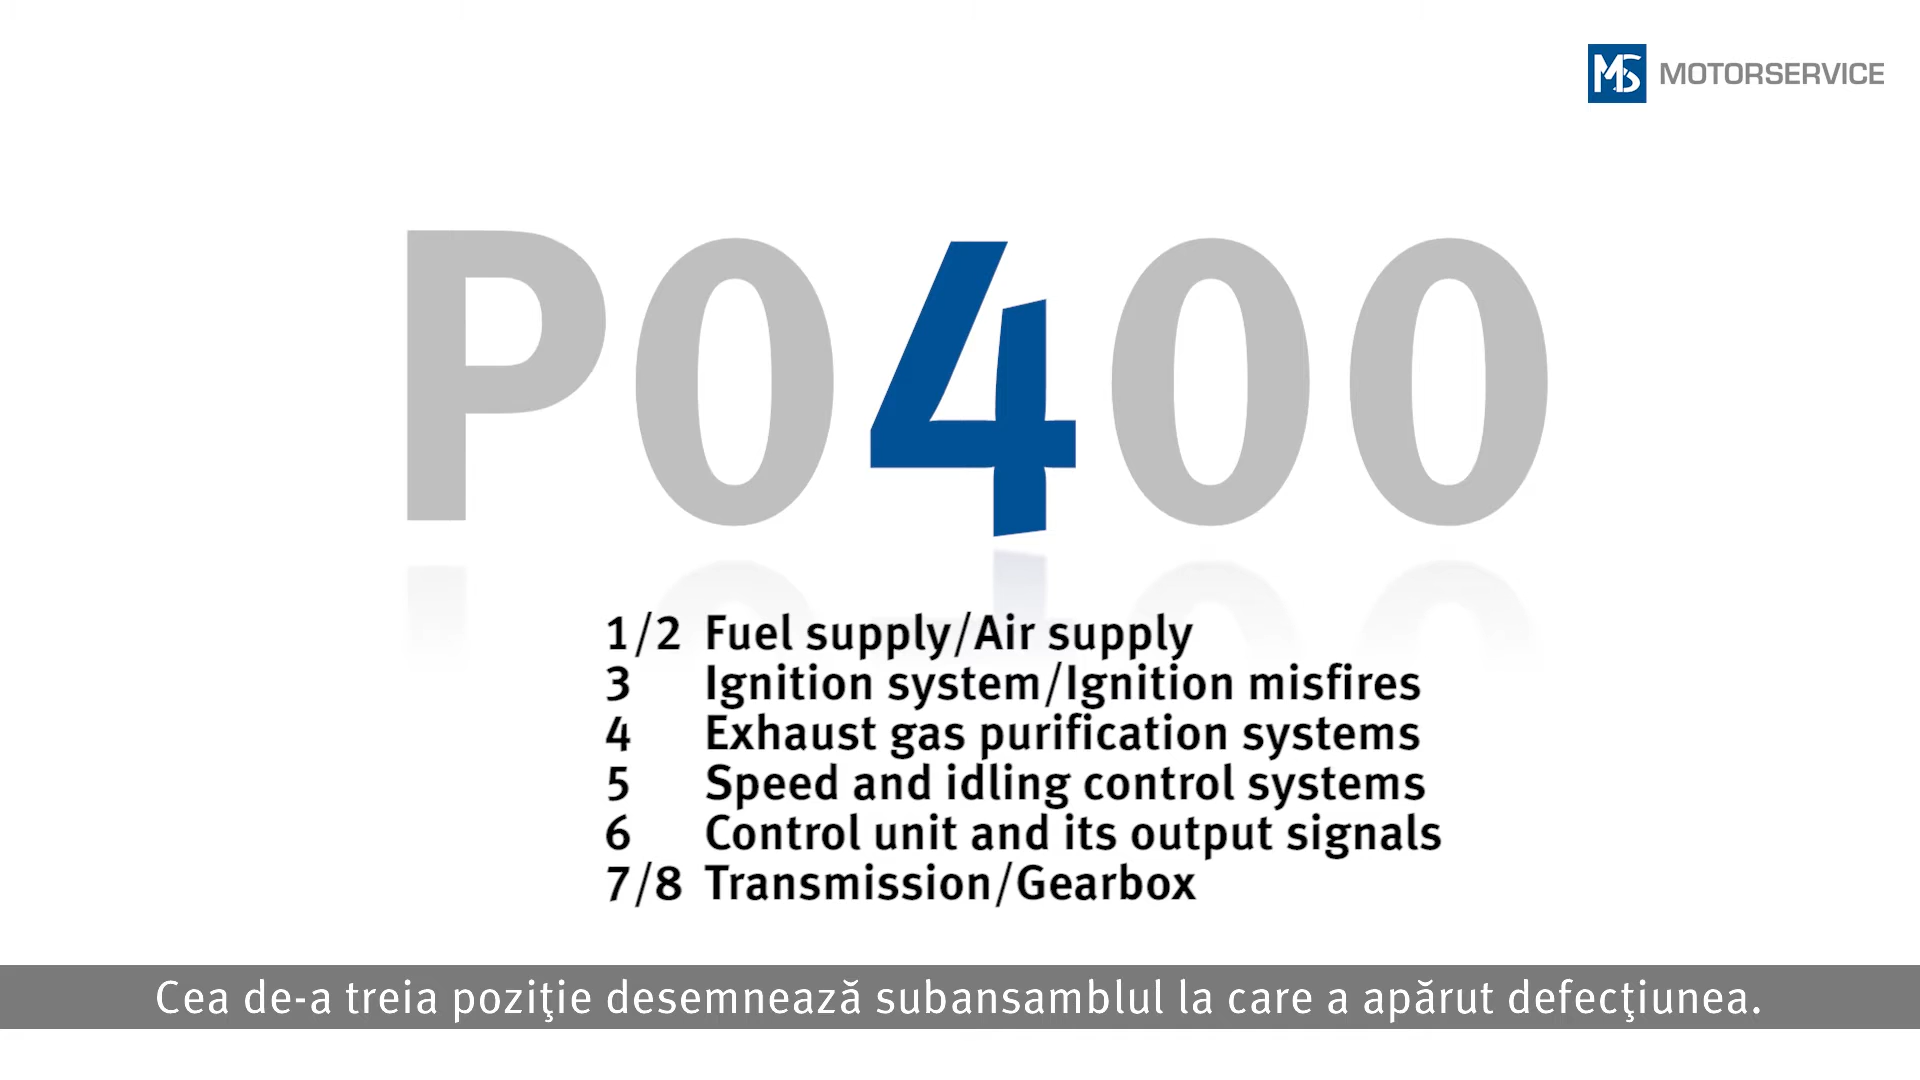 MS MOTORSERVICE
P0400
1/2 Fuel supply/Air supply
3 Ignition system/Ignition misfires
4 Exhaust gas purification systems
5 Speed and idling control systems
6 Control unit and its output signals
7/8 Transmission/Gearbox
Cea de-a treia poziţie desemnează subansamblul la care a apărut defecţiunea.